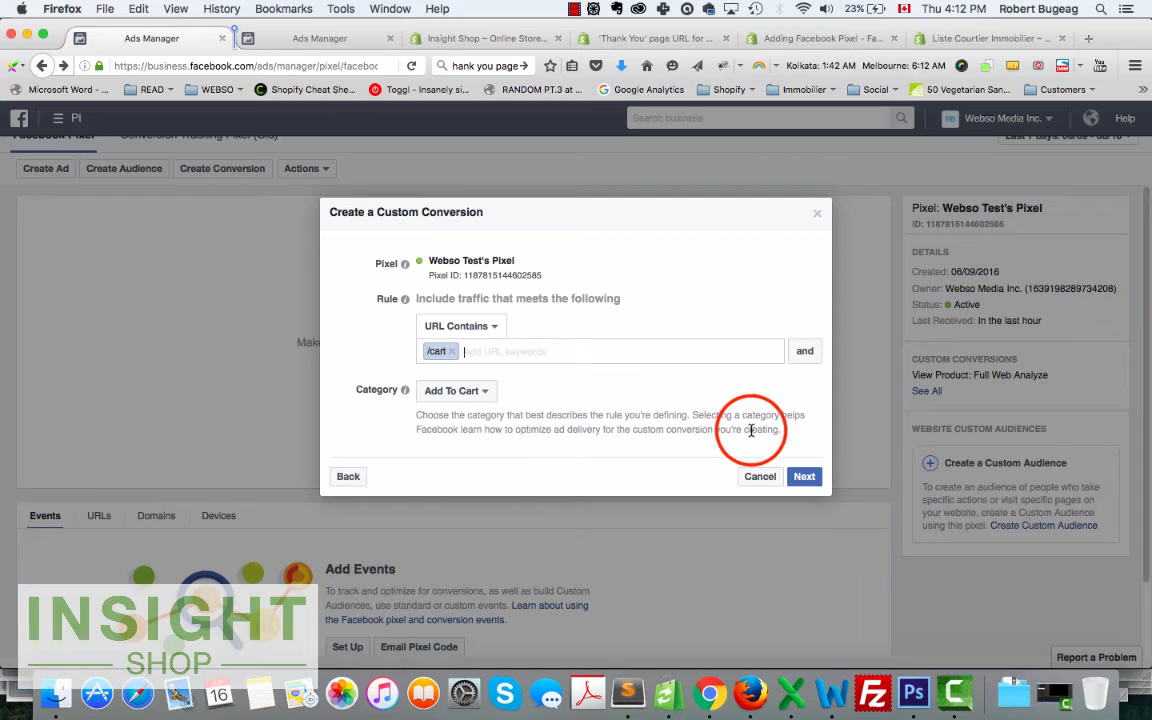 Firefox File Edit View History Bookmarks Tools Window Help 23% Thu 4:12 PM Robert Bugeag
Ads Manager × Ads Manager × Insight Shop ~ Online Store... × 'Thank You' page URL for ... × Adding Facebook Pixel - Fa... × Liste Courtier Immobilier ~ ... × +
https://business.facebook.com/ads/manager/pixel/faceboc hank you page Kolkata: 1:42 AM Melbourne: 6:12 AM
Microsoft Word - ... READ WEBSO Shopify Cheat She... Toggl - Insanely si... RANDOM PT.3 at ... Google Analytics Shopify Immobilier Social 50 Vegetarian San... Customers
Pi Search business Webso Media Inc. Help
Facebook Pixel
Create Ad Create Audience Create Conversion Actions
Create a Custom Conversion ×
Pixel Webso Test's Pixel
Pixel ID: 1187815144602585
Rule Include traffic that meets the following
URL Contains
/cart × Add URL keywords and
Category Add To Cart
Choose the category that best describes the rule you're defining. Selecting a category helps
Facebook learn how to optimize ad delivery for the custom conversion you're creating.
Back Cancel Next
Make
Pixel: Webso Test's Pixel
ID: 1187815144602585
DETAILS
Created: 06/09/2016
Owner: Webso Media Inc. (1639198289734208)
Status: Active
Last Received: In the last hour
CUSTOM CONVERSIONS
View Product: Full Web Analyze
See All
WEBSITE CUSTOM AUDIENCES
Create a Custom Audience
To create an audience of people who take
specific actions or visit specific pages on
your website, create a Custom Audience
using this pixel. Create Custom Audience
Events URLs Domains Devices
Add Events
To track and optimize for conversions, as well as build Custom
Audiences, use standard or custom events. Learn about using
the Facebook pixel and conversion events.
Set Up Email Pixel Code
Report a Problem
INSIGHT
SHOP
16